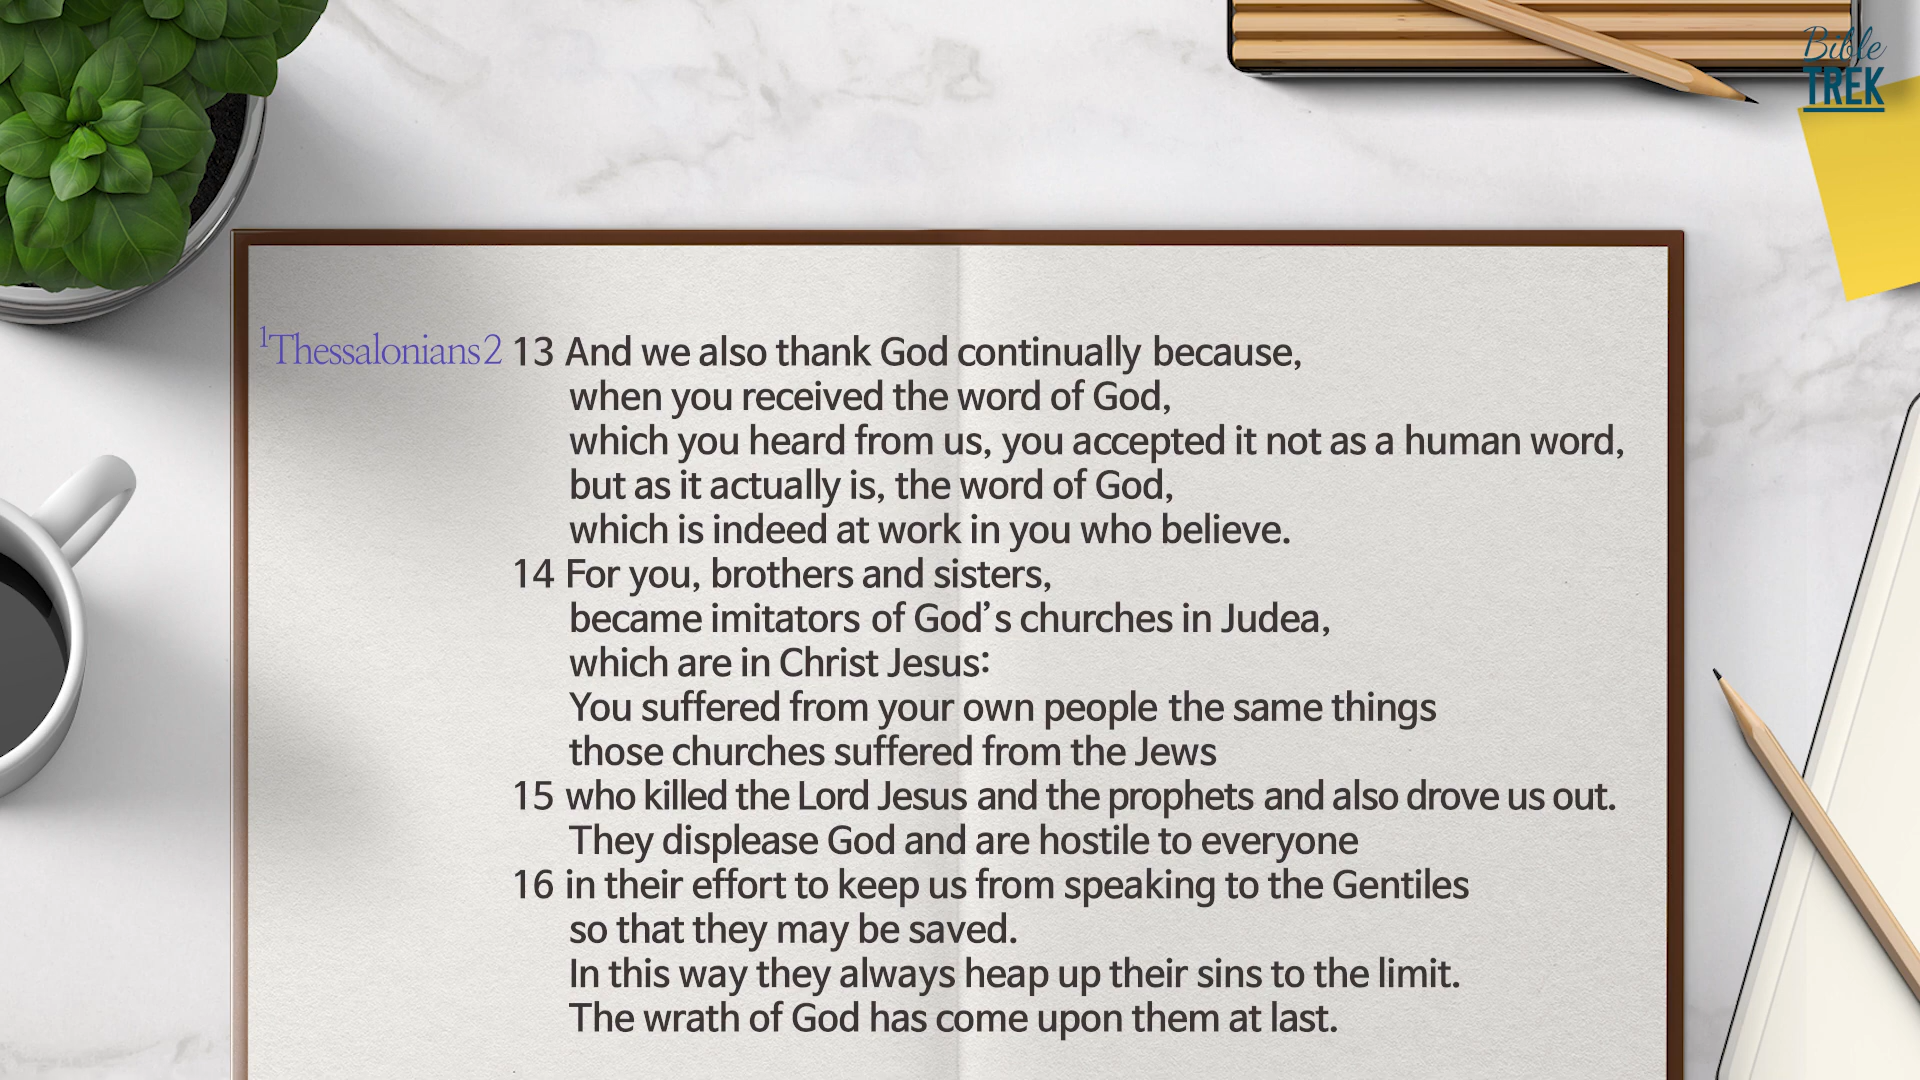 Bible
TREK
1Thessalonians2 13 And we also thank God continually because,
when you received the word of God,
which you heard from us, you accepted it not as a human word,
but as it actually is, the word of God,
which is indeed at work in you who believe.
14 For you, brothers and sisters,
became imitators of God’s churches in Judea,
which are in Christ Jesus:
You suffered from your own people the same things
those churches suffered from the Jews
15 who killed the Lord Jesus and the prophets and also drove us out.
They displease God and are hostile to everyone
16 in their effort to keep us from speaking to the Gentiles
so that they may be saved.
In this way they always heap up their sins to the limit.
The wrath of God has come upon them at last.